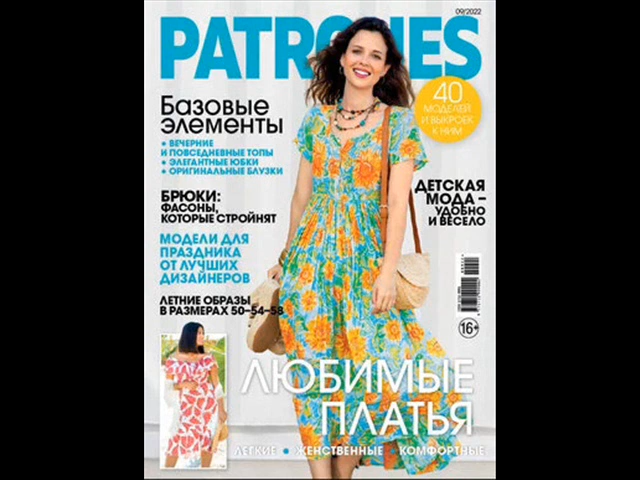 09/2022
PATRONES
40
МОДЕЛЕЙ
И ВЫКРОЕК
К НИМ
Базовые
элементы
• ВЕЧЕРНИЕ
И ПОВСЕДНЕВНЫЕ ТОПЫ
• ЭЛЕГАНТНЫЕ ЮБКИ
• ОРИГИНАЛЬНЫЕ БЛУЗКИ
БРЮКИ:
ФАСОНЫ,
КОТОРЫЕ СТРОЙНЯТ
ДЕТСКАЯ
МОДА –
УДОБНО
И ВЕСЕЛО
МОДЕЛИ ДЛЯ
ПРАЗДНИКА
ОТ ЛУЧШИХ
ДИЗАЙНЕРОВ
ЛЕТНИЕ ОБРАЗЫ
В РАЗМЕРАХ 50–54–58
16+
ЛЮБИМЫЕ
ПЛАТЬЯ
ЛЕГКИЕ • ЖЕНСТВЕННЫЕ • КОМФОРТНЫЕ